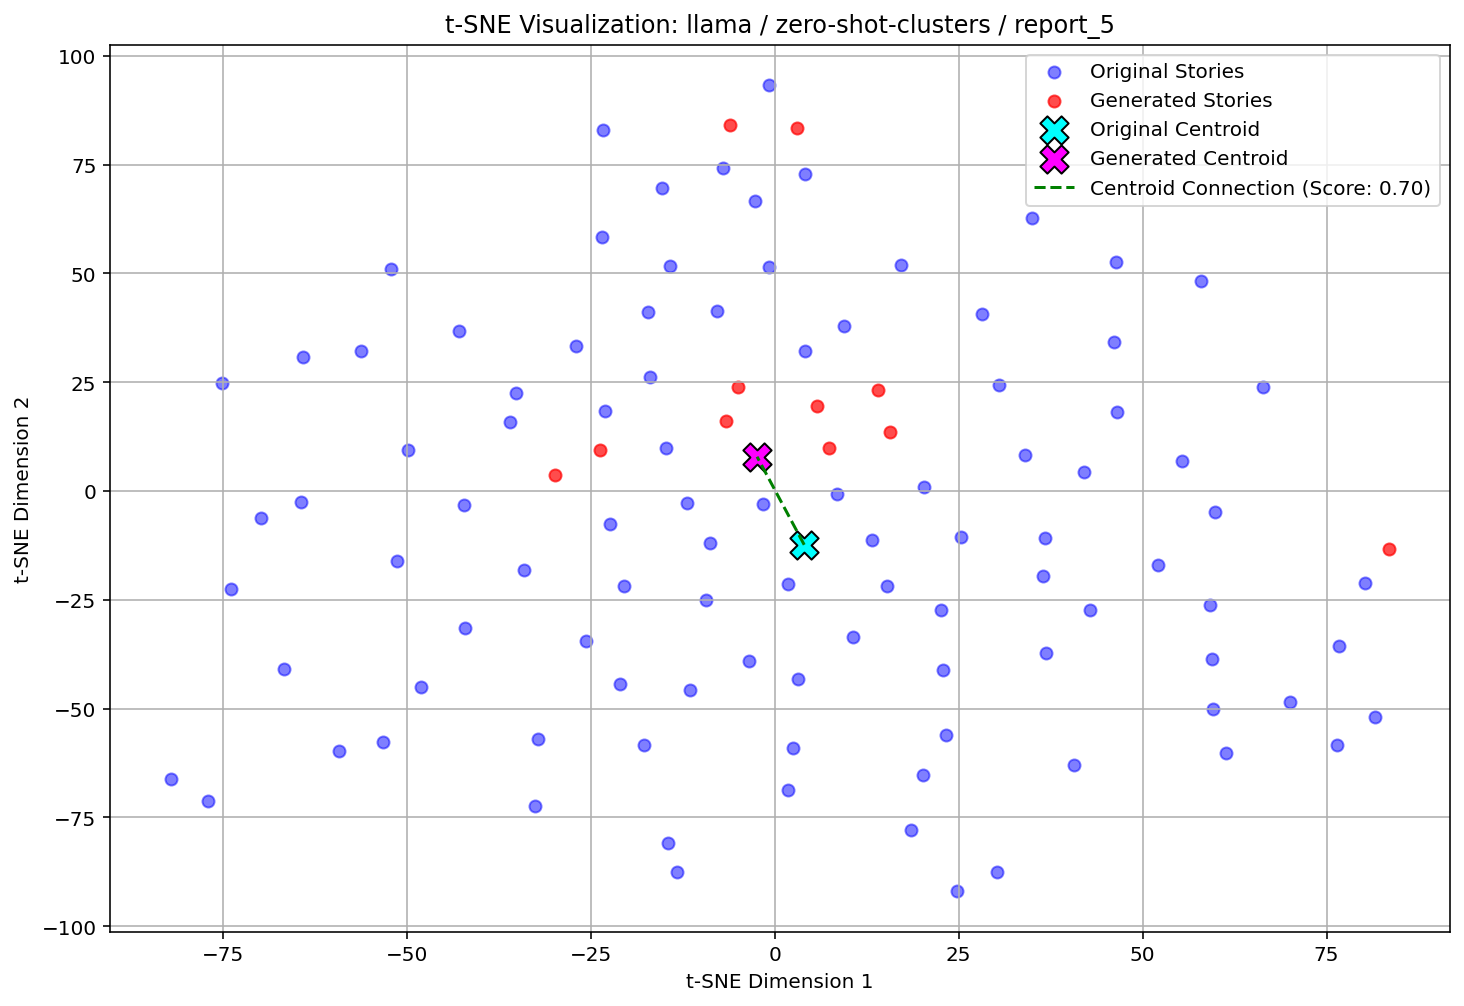 t-SNE Visualization: llama / zero-shot-clusters / report_5
Original Stories
Generated Stories
Original Centroid
Generated Centroid
Centroid Connection (Score: 0.70)
t-SNE Dimension 2
100
75
50
25
0
−25
−50
−75
−100
−75
−50
−25
0
25
50
75
t-SNE Dimension 1